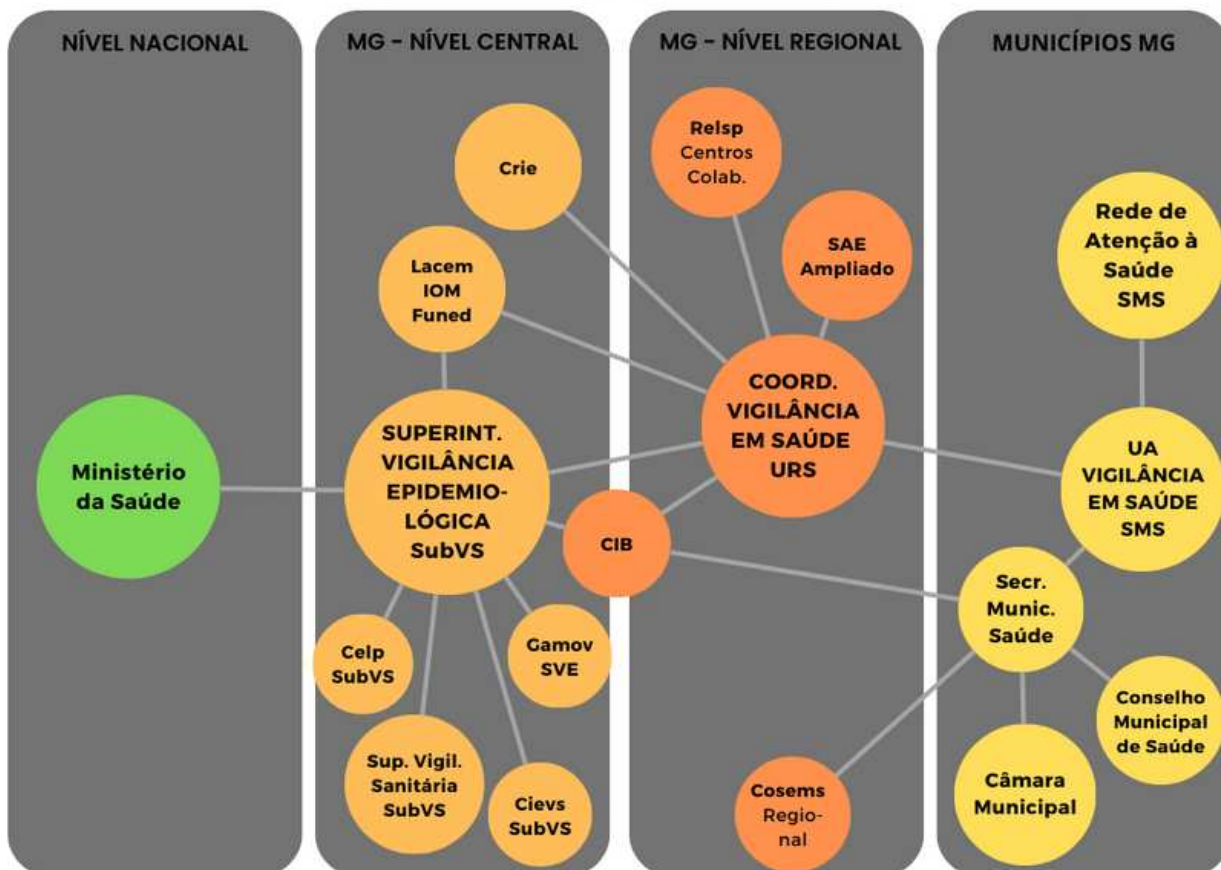 NÍVEL NACIONAL
MG - NÍVEL CENTRAL
MG - NÍVEL REGIONAL
MUNICÍPIOS MG
Ministério
da Saúde
Crie
Lacem
IOM
Funed
SUPERINT.
VIGILÂNCIA
EPIDEMIO-
LÓGICA
SubVS
Celp
SubVS
Gamov
SVE
Sup. Vigil.
Sanitária
SubVS
Cievs
SubVS
CIB
Relsp
Centros
Colab.
SAE
Ampliado
COORD.
VIGILÂNCIA
EM SAÚDE
URS
Cosems
Regio-
nal
Rede de
Atenção à
Saúde
SMS
UA
VIGILÂNCIA
EM SAÚDE
SMS
Secr.
Munic.
Saúde
Conselho
Municipal
de Saúde
Câmara
Municipal